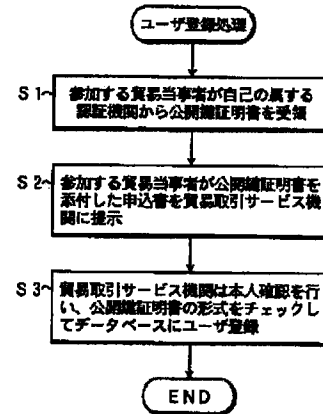 ユーザ登録処理
S1 参加する貿易当事者が自己の属する
認証機関から公開鍵証明書を受領
S2 参加する貿易当事者が公開鍵証明書を
添付した申込書を貿易取引サービス機
関に提示
S3 貿易取引サービス機関は本人確認を行
い、公開鍵証明書の形式をチェックし
てデータベースにユーザ登録
END